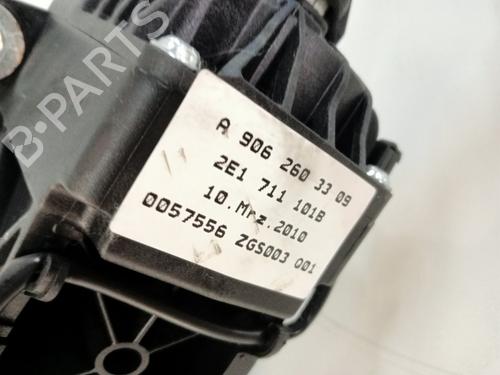 B-PARTS
A 906 260 33 09
2E1 711 101B
10.Mrz.2010
0057556 ZGS003 001